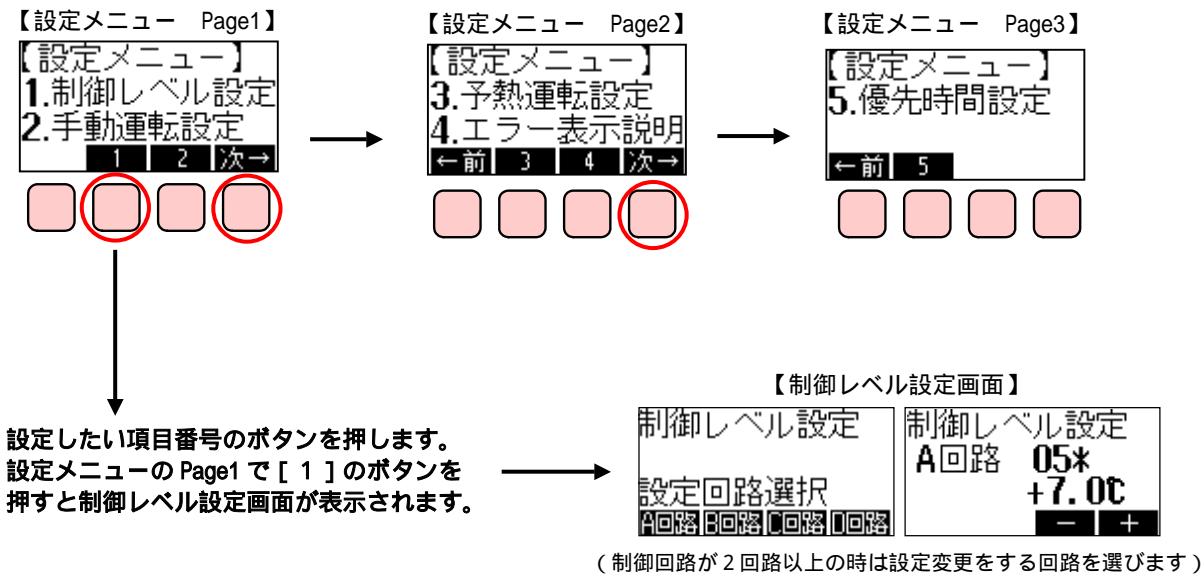 【設定メニュー　Page1】
【設定メニュー】
1.制御レベル設定
2.手動運転設定
1 2 次→
【設定メニュー　Page2】
【設定メニュー】
3.予熱運転設定
4.エラー表示説明
←前 3 4 次→
【設定メニュー　Page3】
【設定メニュー】
5.優先時間設定
←前 5
設定したい項目番号のボタンを押します。
設定メニューの Page1 で [ 1 ] のボタンを
押すと制御レベル設定画面が表示されます。
【制御レベル設定画面】
制御レベル設定
設定回路選択
A回路 B回路 C回路 D回路
制御レベル設定
A回路 05*
+7.0℃
－ ＋
（制御回路が２回路以上の時は設定変更をする回路を選びます）